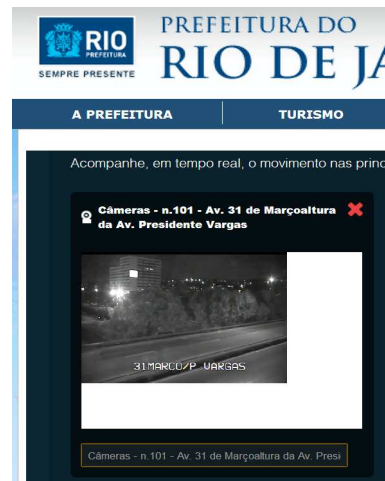 RIO
PREFEITURA
SEMPRE PRESENTE
PREFEITURA DO
RIO DE JA
A PREFEITURA
TURISMO
Acompanhe, em tempo real, o movimento nas princ
Câmeras - n.101 - Av. 31 de Marçoaltura
da Av. Presidente Vargas
31MARCO/P VARGAS
Câmeras - n.101 - Av. 31 de Marçoaltura da Av. Presi